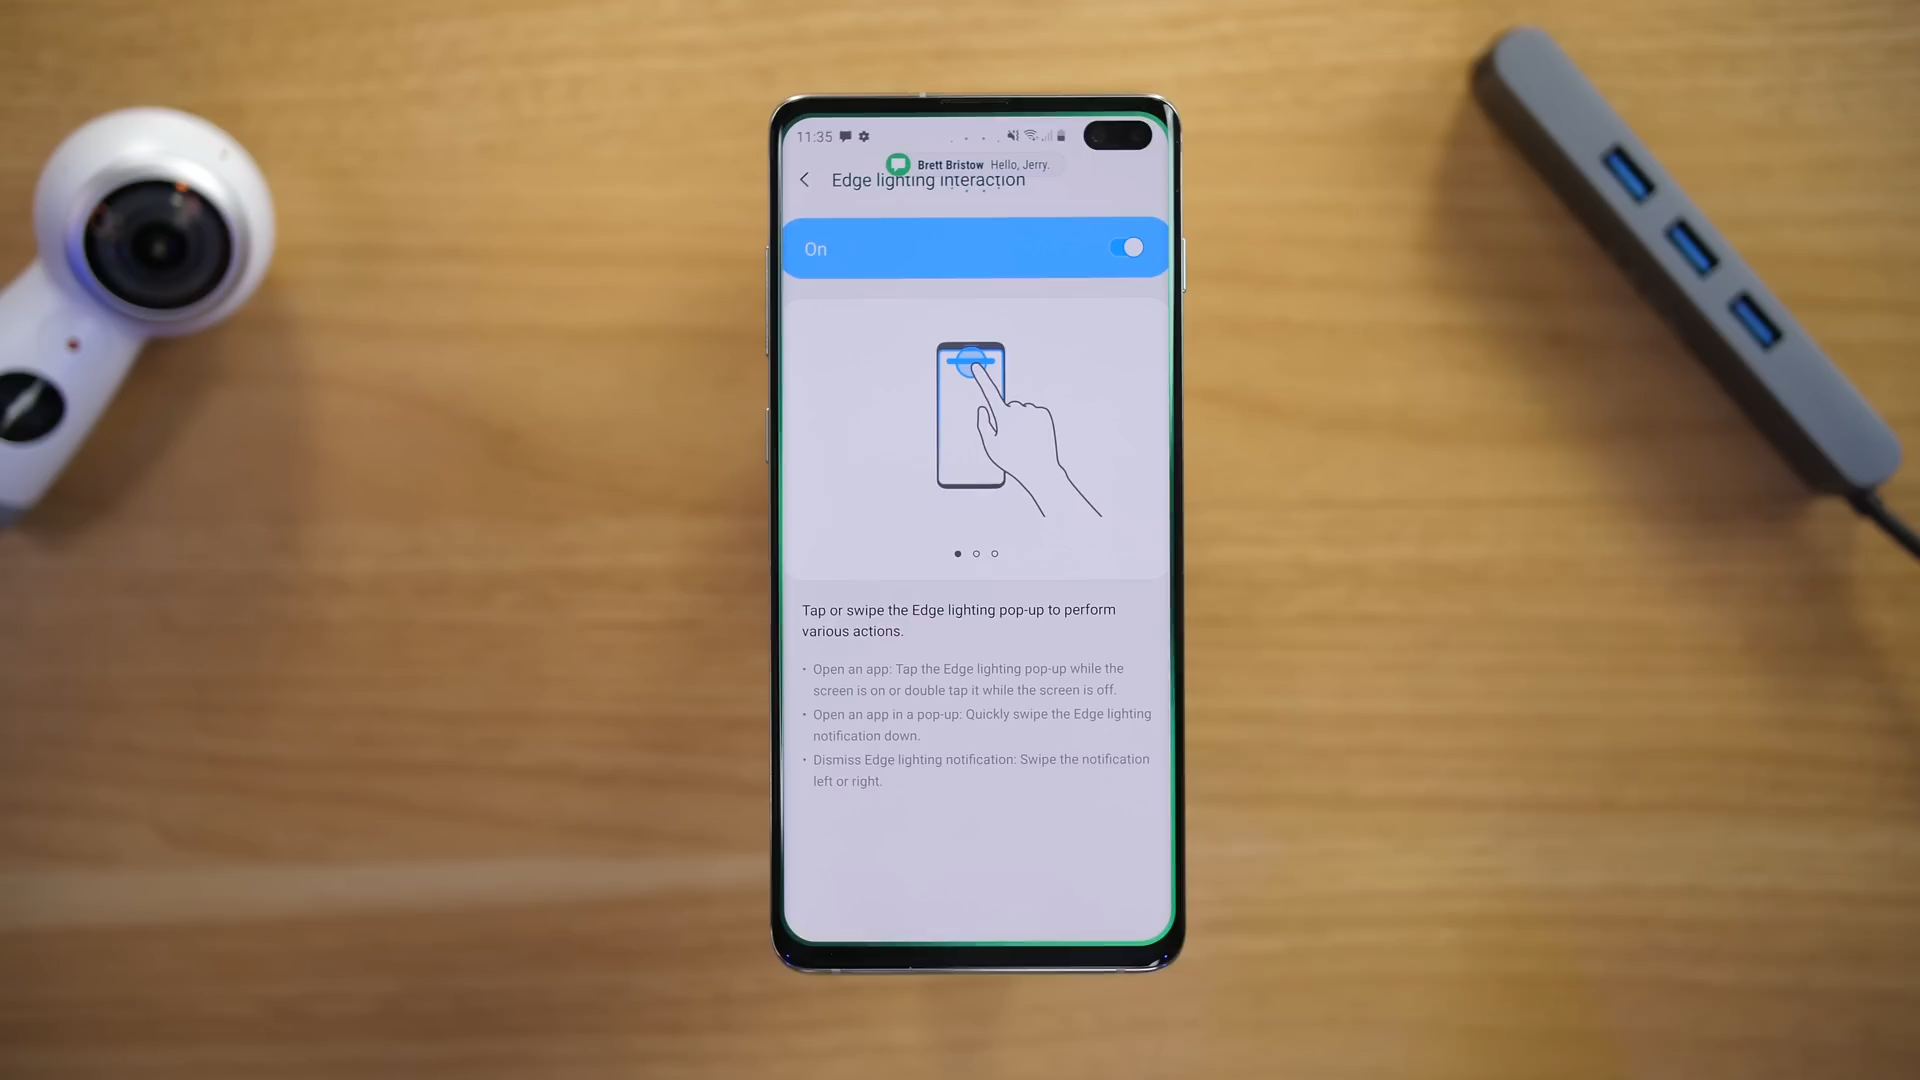 11:35
Brett Bristow Hello, Jerry.
Edge lighting interaction
On
Tap or swipe the Edge lighting pop-up to perform
various actions.
• Open an app: Tap the Edge lighting pop-up while the
screen is on or double tap it while the screen is off.
• Open an app in a pop-up: Quickly swipe the Edge lighting
notification down.
• Dismiss Edge lighting notification: Swipe the notification
left or right.